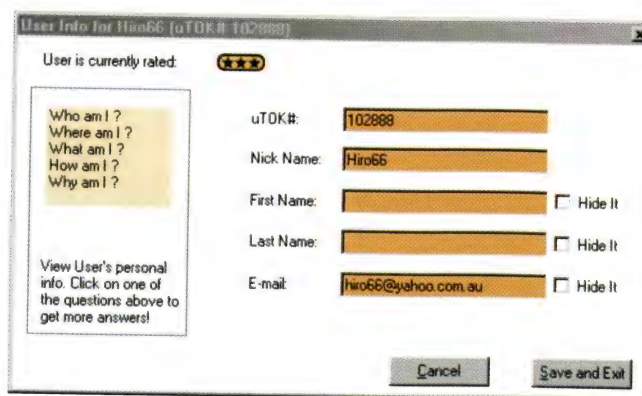 User Info for Hiro66 (uTOK# 102888)
User is currently rated:
Who am I ?
Where am I ?
What am I ?
How am I ?
Why am I ?
View User's personal
info. Click on one of
the questions above to
get more answers!
uTOK#: 102888
Nick Name: Hiro66
First Name: Hide It
Last Name: Hide It
E-mail: hiro66@yahoo.com.au Hide It
Cancel Save and Exit